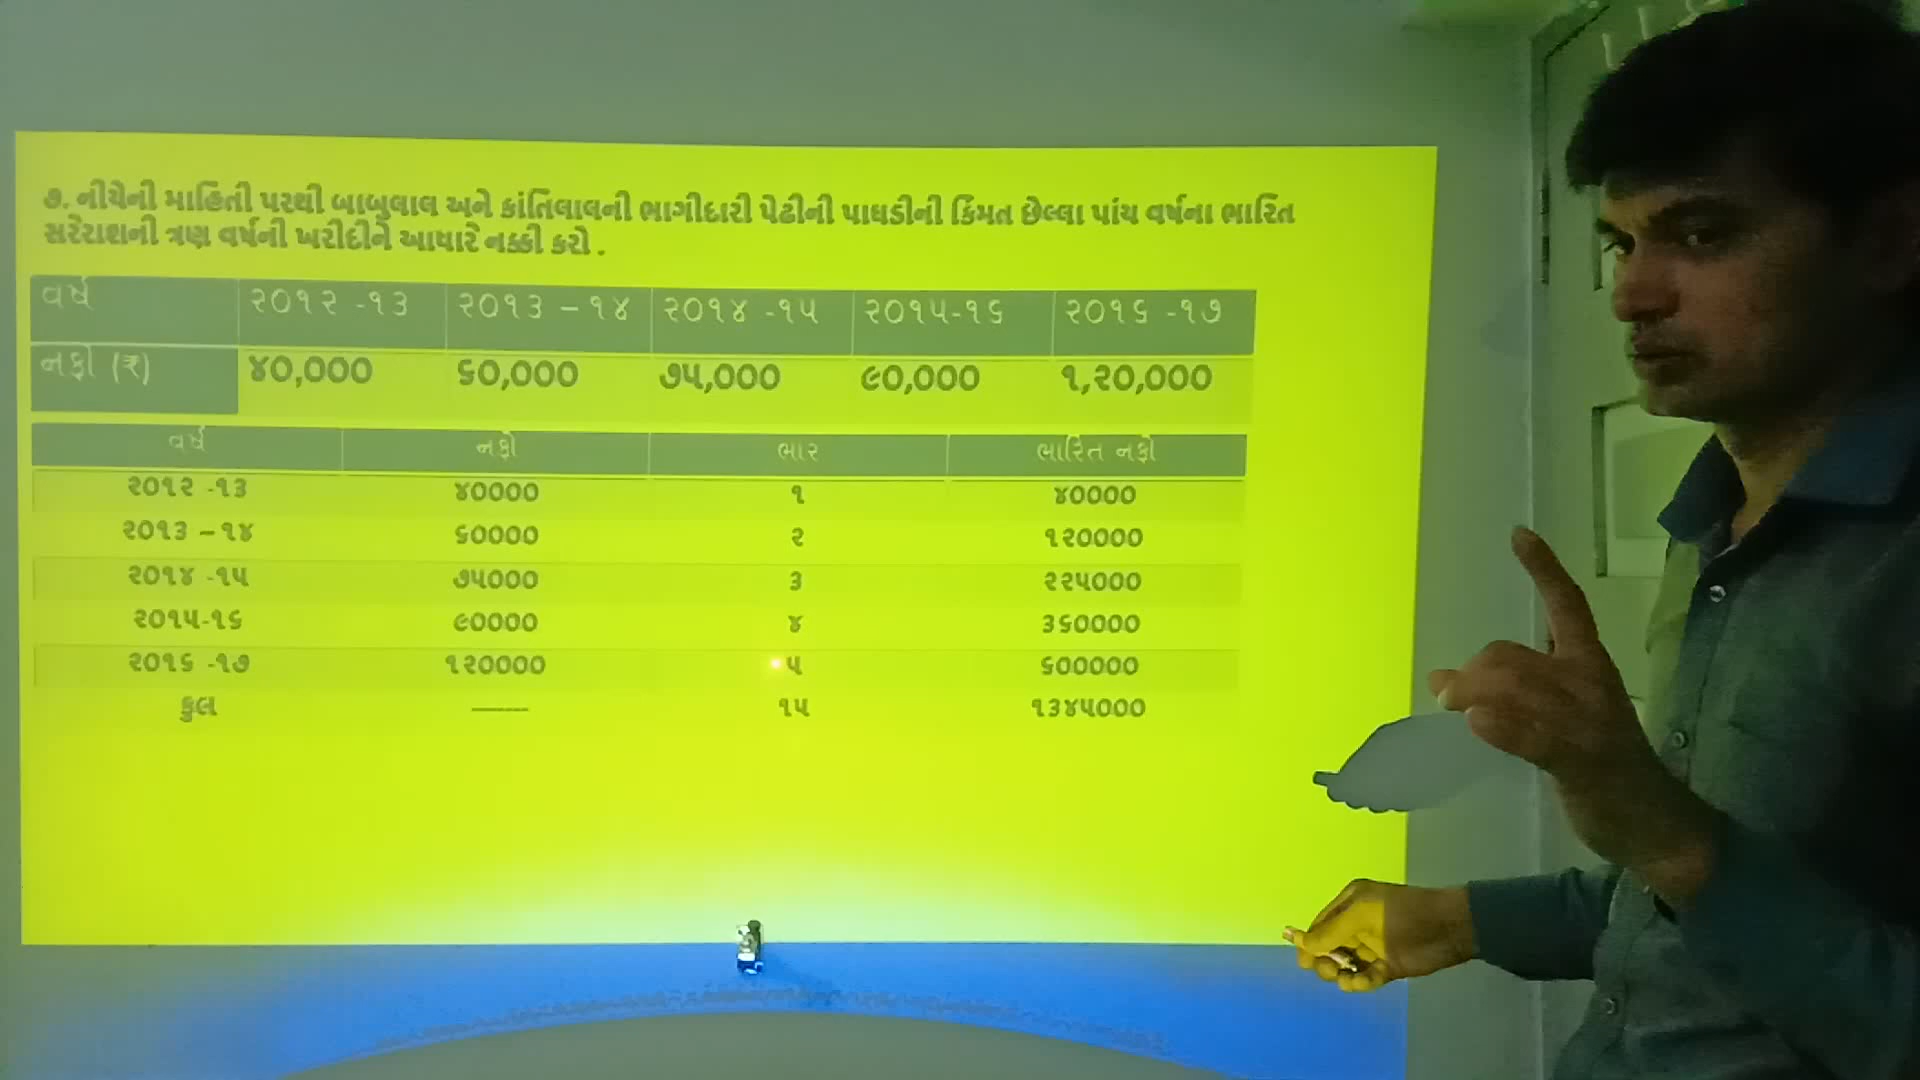 ૭. નીચેની માહિતી પરથી બાબુલાલ અને કાંતિલાલની ભાગીદારી પેઢીની પાઘડીની કિંમત છેલ્લા પાંચ વર્ષના ભારિત
સરેરાશની ત્રણ વર્ષની ખરીદીને આધારે નક્કી કરો .
વર્ષ ૨૦૧૨ -૧૩ ૨૦૧૩ – ૧૪ ૨૦૧૪ -૧૫ ૨૦૧૫-૧૬ ૨૦૧૬ -૧૭
નફો (₹) ૪૦,૦૦૦ ૬૦,૦૦૦ ૭૫,૦૦૦ ૯૦,૦૦૦ ૧,૨૦,૦૦૦
વર્ષ નફો ભાર ભારિત નફો
૨૦૧૨ -૧૩ ૪૦૦૦૦ ૧ ૪૦૦૦૦
૨૦૧૩ – ૧૪ ૬૦૦૦૦ ૨ ૧૨૦૦૦૦
૨૦૧૪ -૧૫ ૭૫૦૦૦ ૩ ૨૨૫૦૦૦
૨૦૧૫-૧૬ ૯૦૦૦૦ ૪ ૩૬૦૦૦૦
૨૦૧૬ -૧૭ ૧૨૦૦૦૦ ૫ ૬૦૦૦૦૦
કુલ —— ૧૫ ૧૩૪૫૦૦૦